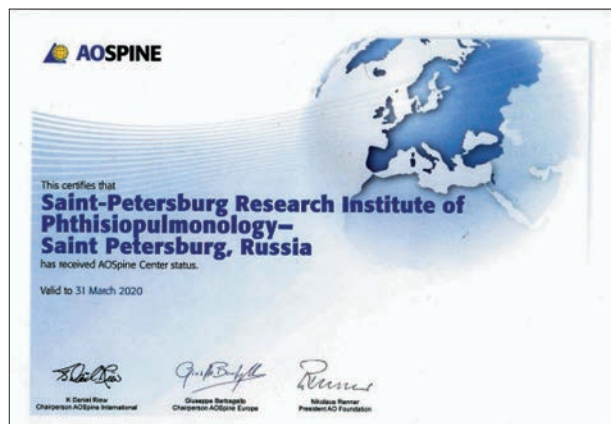 AOSPINE
This certifies that
Saint-Petersburg Research Institute of
Phthisiopulmonology–
Saint Petersburg, Russia
has received AOSpine Center status.
Valid to 31 March 2020
K Daniel Riew
Chairperson AOSpine International
Giuseppe Barbagallo
Chairperson AOSpine Europe
Nikolaus Renner
President AO Foundation